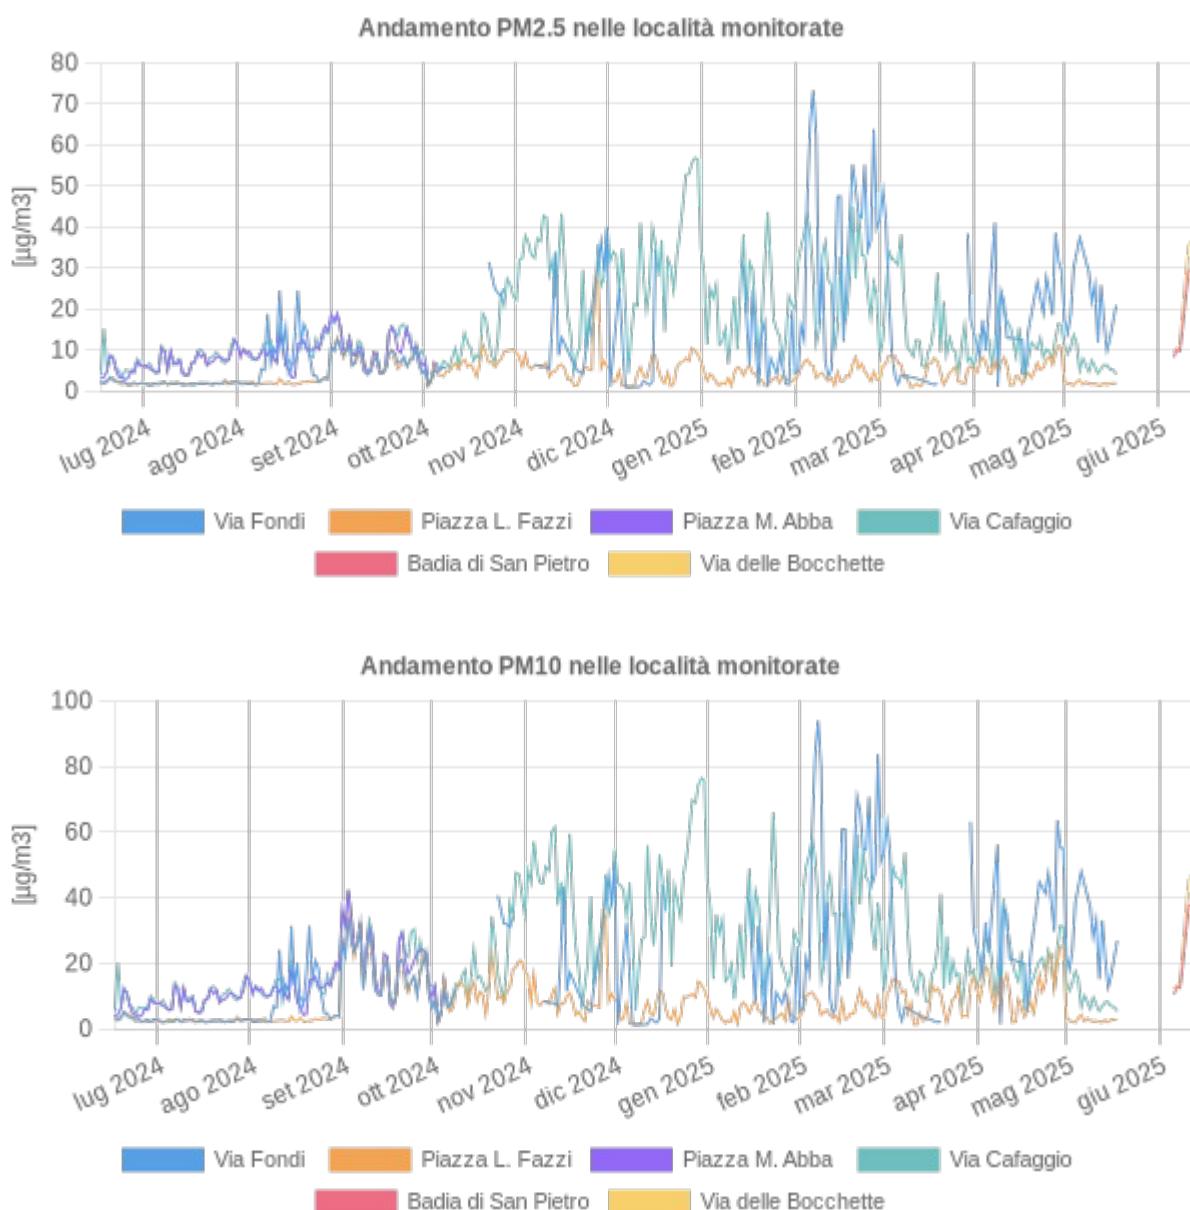 Andamento PM2.5 nelle località monitorate
80
70
60
50
40
30
20
10
0
[µg/m3]
lug 2024 ago 2024 set 2024 ott 2024 nov 2024 dic 2024 gen 2025 feb 2025 mar 2025 apr 2025 mag 2025 giu 2025
Via Fondi Piazza L. Fazzi Piazza M. Abba Via Cafaggio
Badia di San Pietro Via delle Bocchette
Andamento PM10 nelle località monitorate
100
80
60
40
20
0
[µg/m3]
lug 2024 ago 2024 set 2024 ott 2024 nov 2024 dic 2024 gen 2025 feb 2025 mar 2025 apr 2025 mag 2025 giu 2025
Via Fondi Piazza L. Fazzi Piazza M. Abba Via Cafaggio
Badia di San Pietro Via delle Bocchette